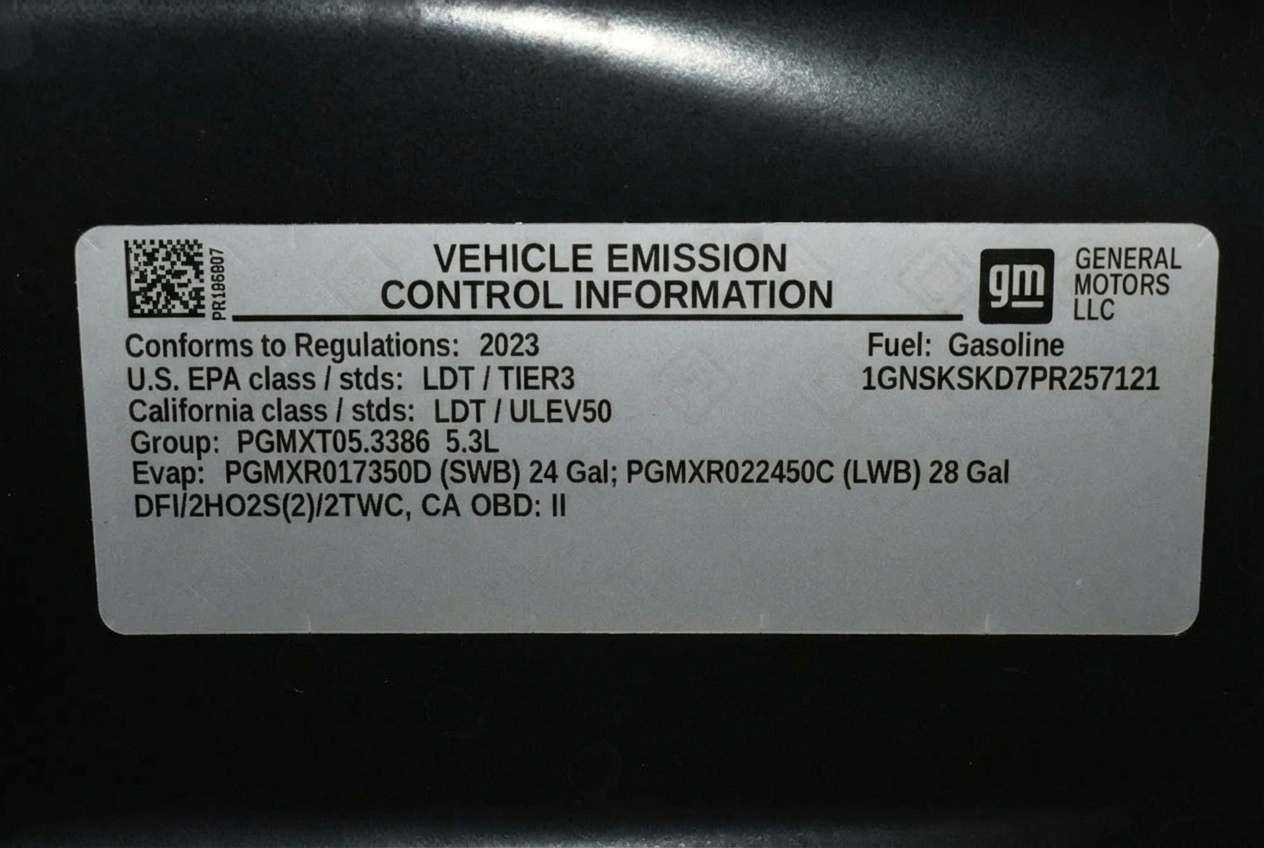 PR186807
VEHICLE EMISSION
CONTROL INFORMATION
gm
GENERAL
MOTORS
LLC
Conforms to Regulations: 2023
Fuel: Gasoline
U.S. EPA class / stds: LDT / TIER3
1GNSKSKD7PR257121
California class / stds: LDT / ULEV50
Group: PGMXT05.3386 5.3L
Evap: PGMXR017350D (SWB) 24 Gal; PGMXR022450C (LWB) 28 Gal
DFI/2HO2S(2)/2TWC, CA OBD: II